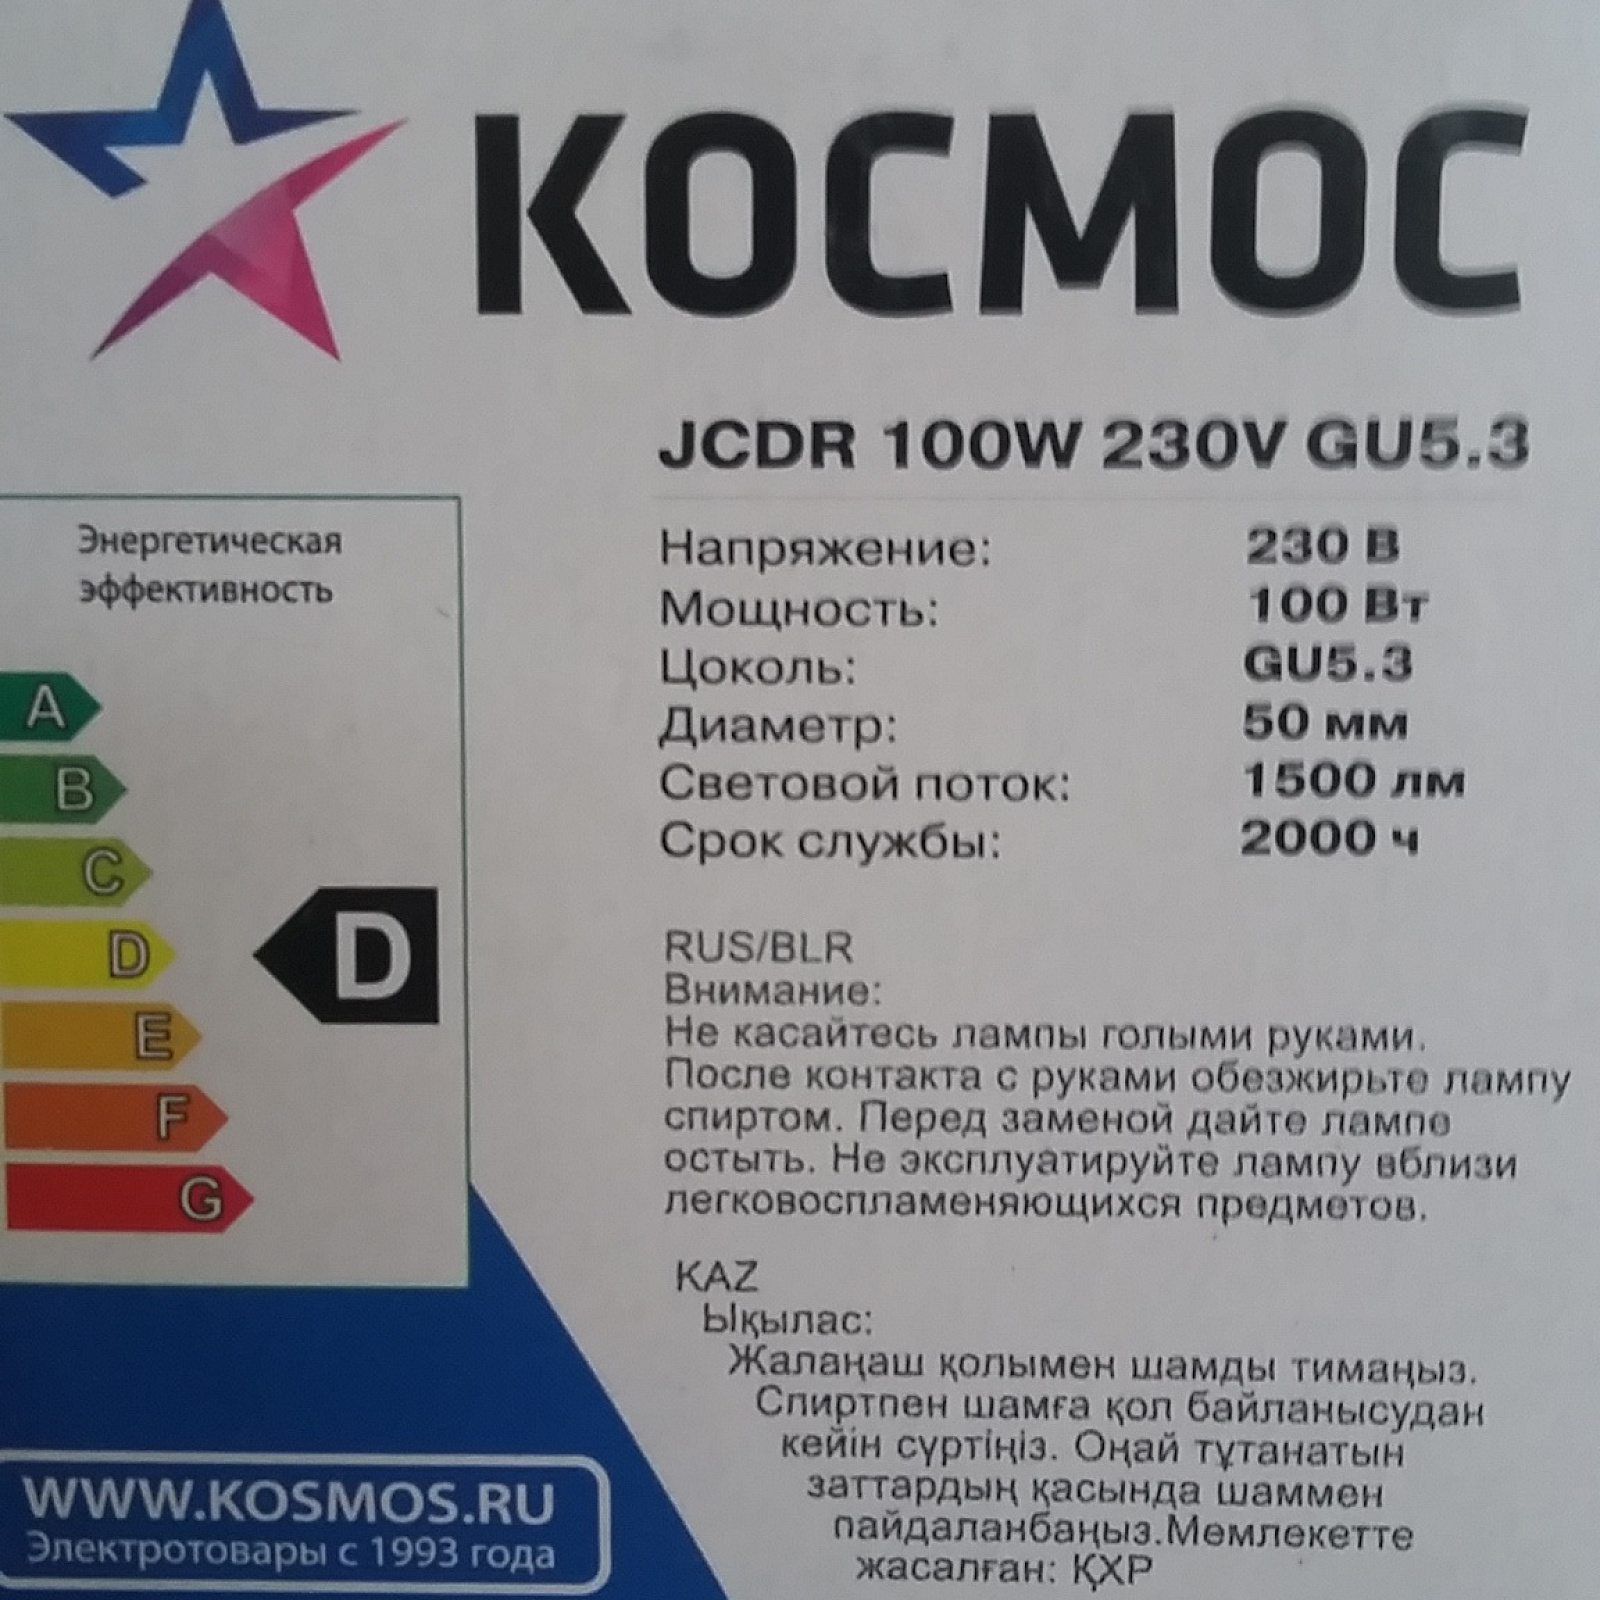 КОСМОС
JCDR 100W 230V GU5.3
Напряжение: 230 В
Мощность: 100 Вт
Цоколь: GU5.3
Диаметр: 50 мм
Световой поток: 1500 лм
Срок службы: 2000 ч
Энергетическая
эффективность
A
B
C
D
D
E
F
G
RUS/BLR
Внимание:
Не касайтесь лампы голыми руками.
После контакта с руками обезжирьте лампу
спиртом. Перед заменой дайте лампе
остыть. Не эксплуатируйте лампу вблизи
легковоспламеняющихся предметов.
KAZ
Ықылас:
Жалаңаш қолымен шамды тимаңыз.
Спиртпен шамға қол байланысудан
кейін сүртіңіз. Оңай тұтанатын
заттардың қасында шаммен
пайдаланбаңыз.Мемлекетте
жасалған: ҚХР
WWW.KOSMOS.RU
Электротовары с 1993 года